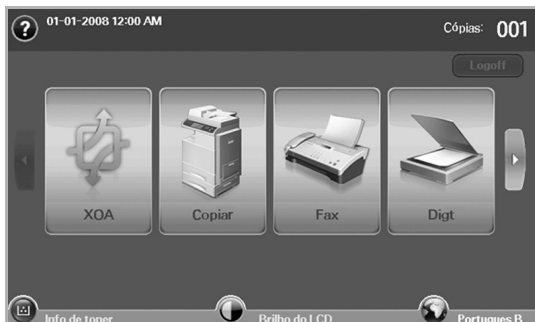 01-01-2008 12:00 AM Cópias: 001
Logoff
XOA Copiar Fax Digt
Info de toner Brilho do LCD Portugues B